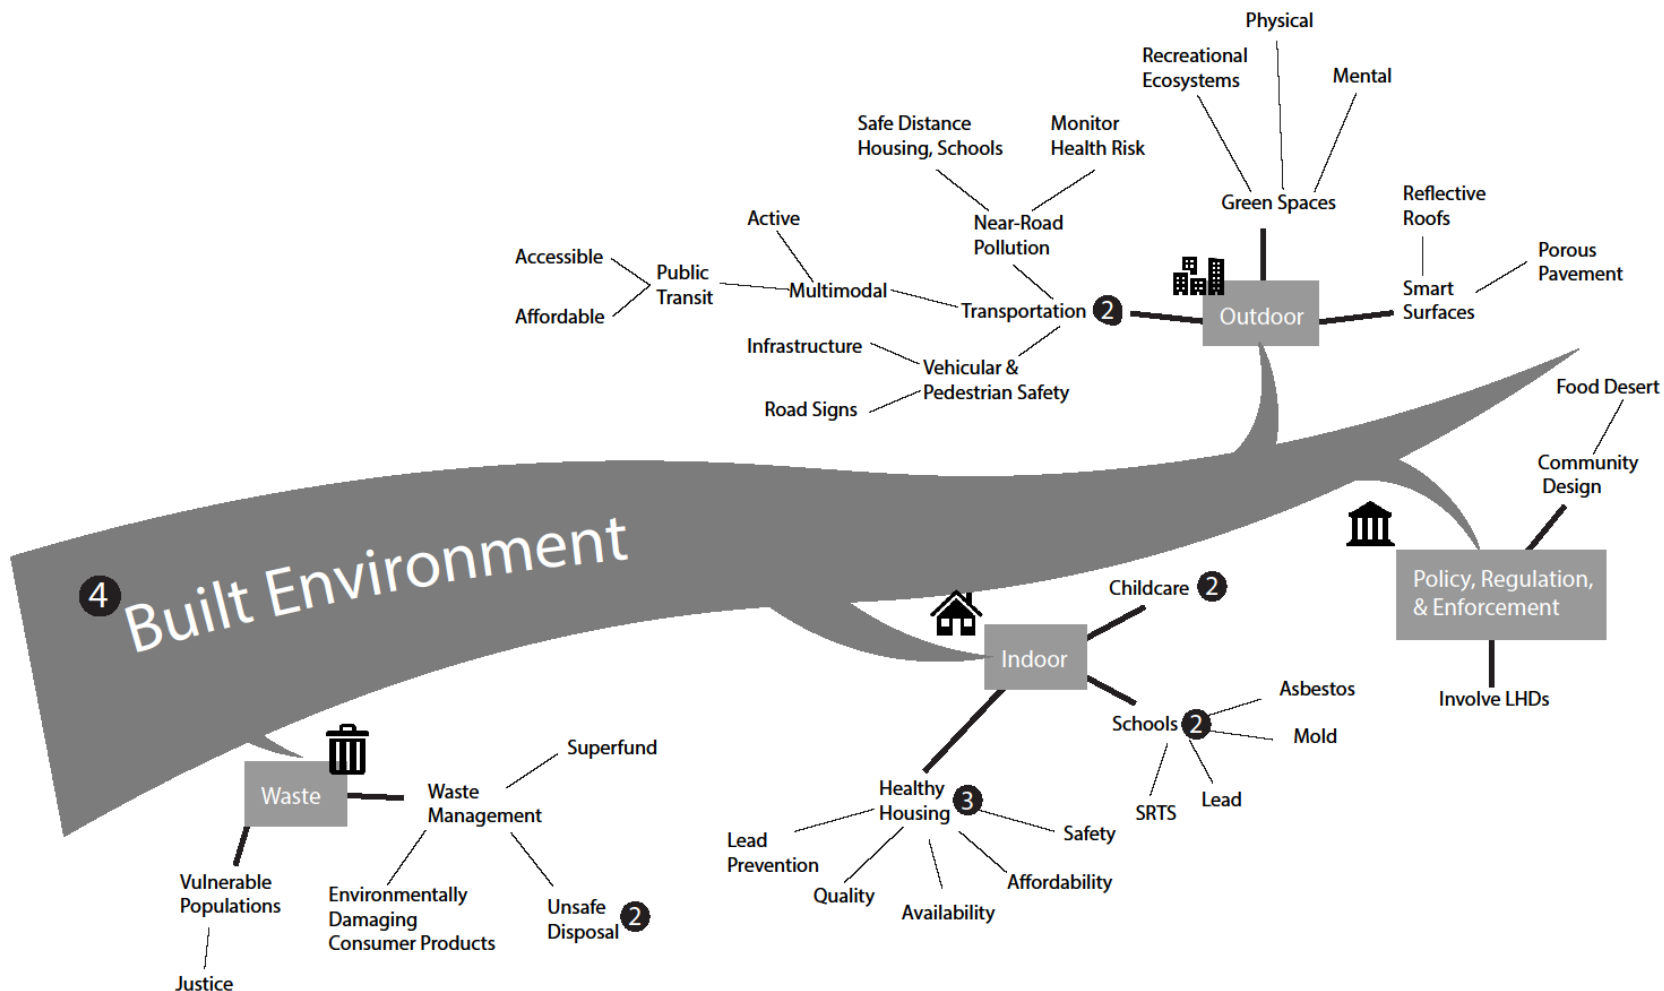 Physical
Recreational
Ecosystems
Mental
Safe Distance
Housing, Schools
Monitor
Health Risk
Green Spaces
Reflective
Roofs
Active
Near-Road
Pollution
Porous
Pavement
Accessible
Public
Transit
Affordable
Multimodal
Transportation 2
Outdoor
Smart
Surfaces
Infrastructure
Vehicular &
Pedestrian Safety
Road Signs
Food Desert
Community
Design
4 Built Environment
Policy, Regulation,
& Enforcement
Involve LHDs
Childcare 2
Indoor
Schools 2
Asbestos
Mold
Lead
SRTS
Healthy
Housing 3
Safety
Lead
Prevention
Quality
Availability
Affordability
Superfund
Waste
Waste
Management
Vulnerable
Populations
Environmentally
Damaging
Consumer Products
Unsafe
Disposal 2
Justice